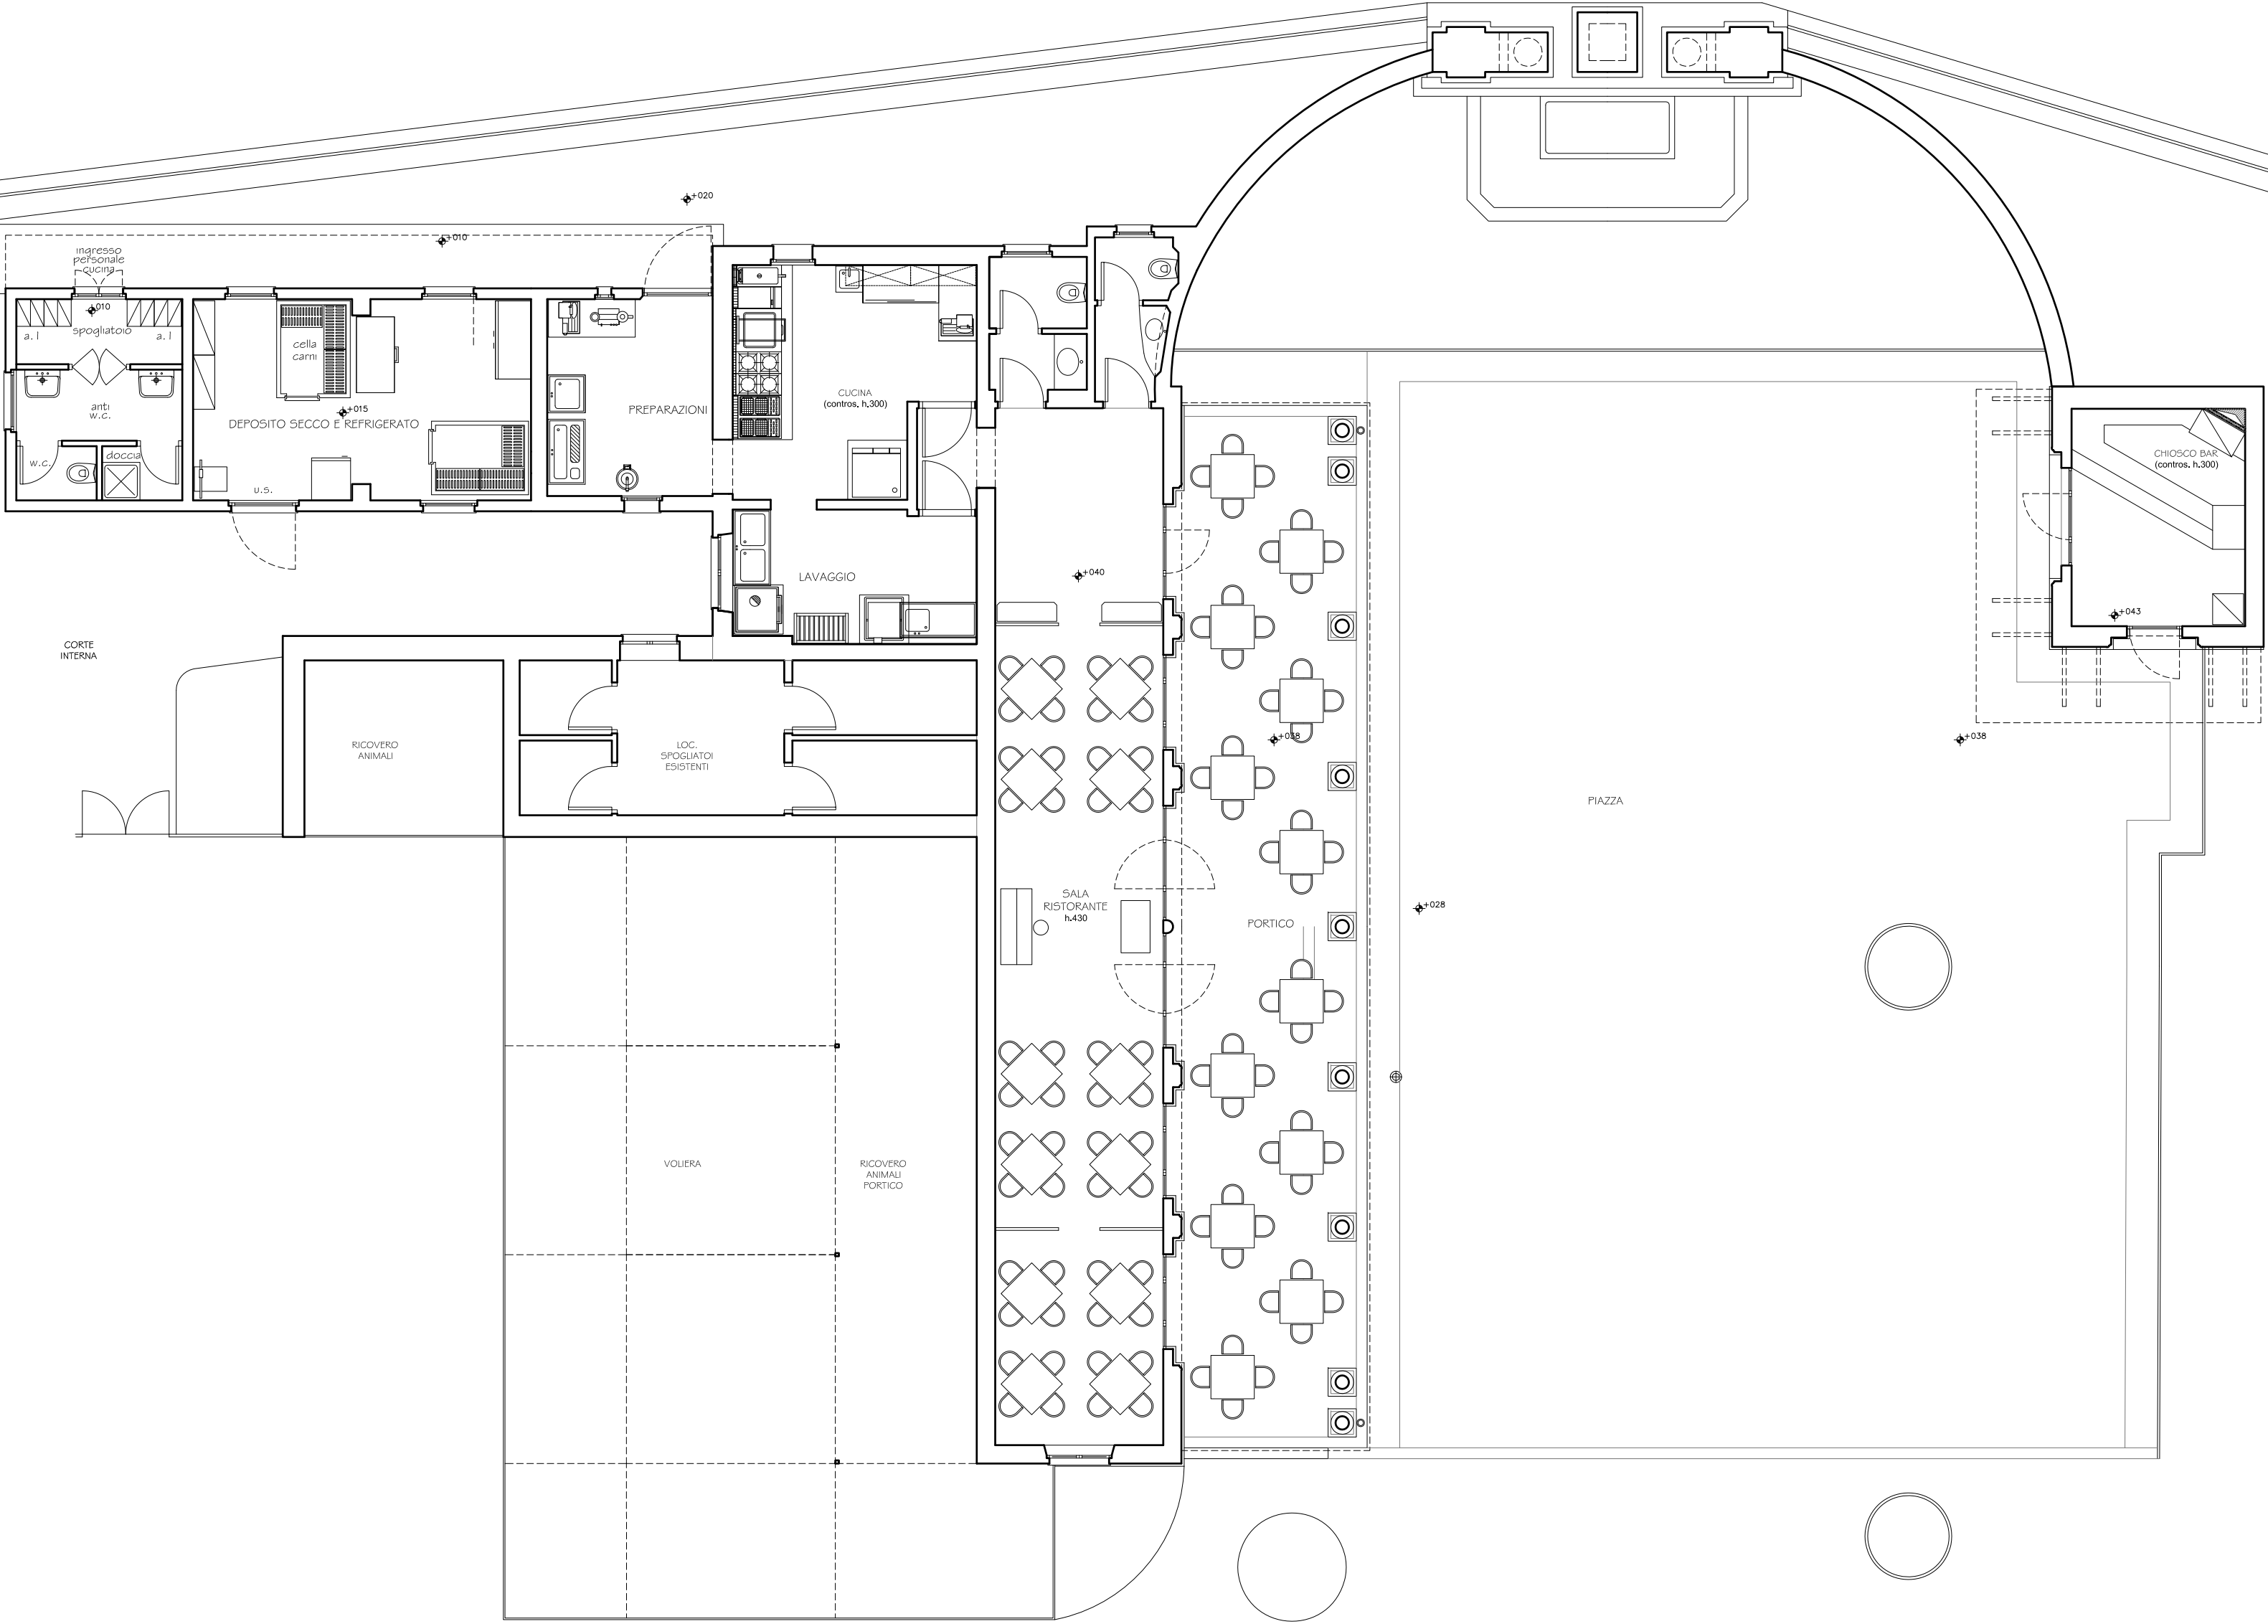 +020
+010
ingresso
personale
cucina
+010
a.l
spogliatoio
a.l
cella
carni
anti
w.c.
+015
DEPOSITO SECCO E REFRIGERATO
PREPARAZIONI
CUCINA
(contros. h.300)
w.c.
doccia
u.s.
CHIOSCO BAR
(contros. h.300)
LAVAGGIO
+040
+043
CORTE
INTERNA
RICOVERO
ANIMALI
LOC.
SPOGLIATOI
ESISTENTI
+038
+038
PIAZZA
SALA
RISTORANTE
h.430
PORTICO
+028
VOLIERA
RICOVERO
ANIMALI
PORTICO